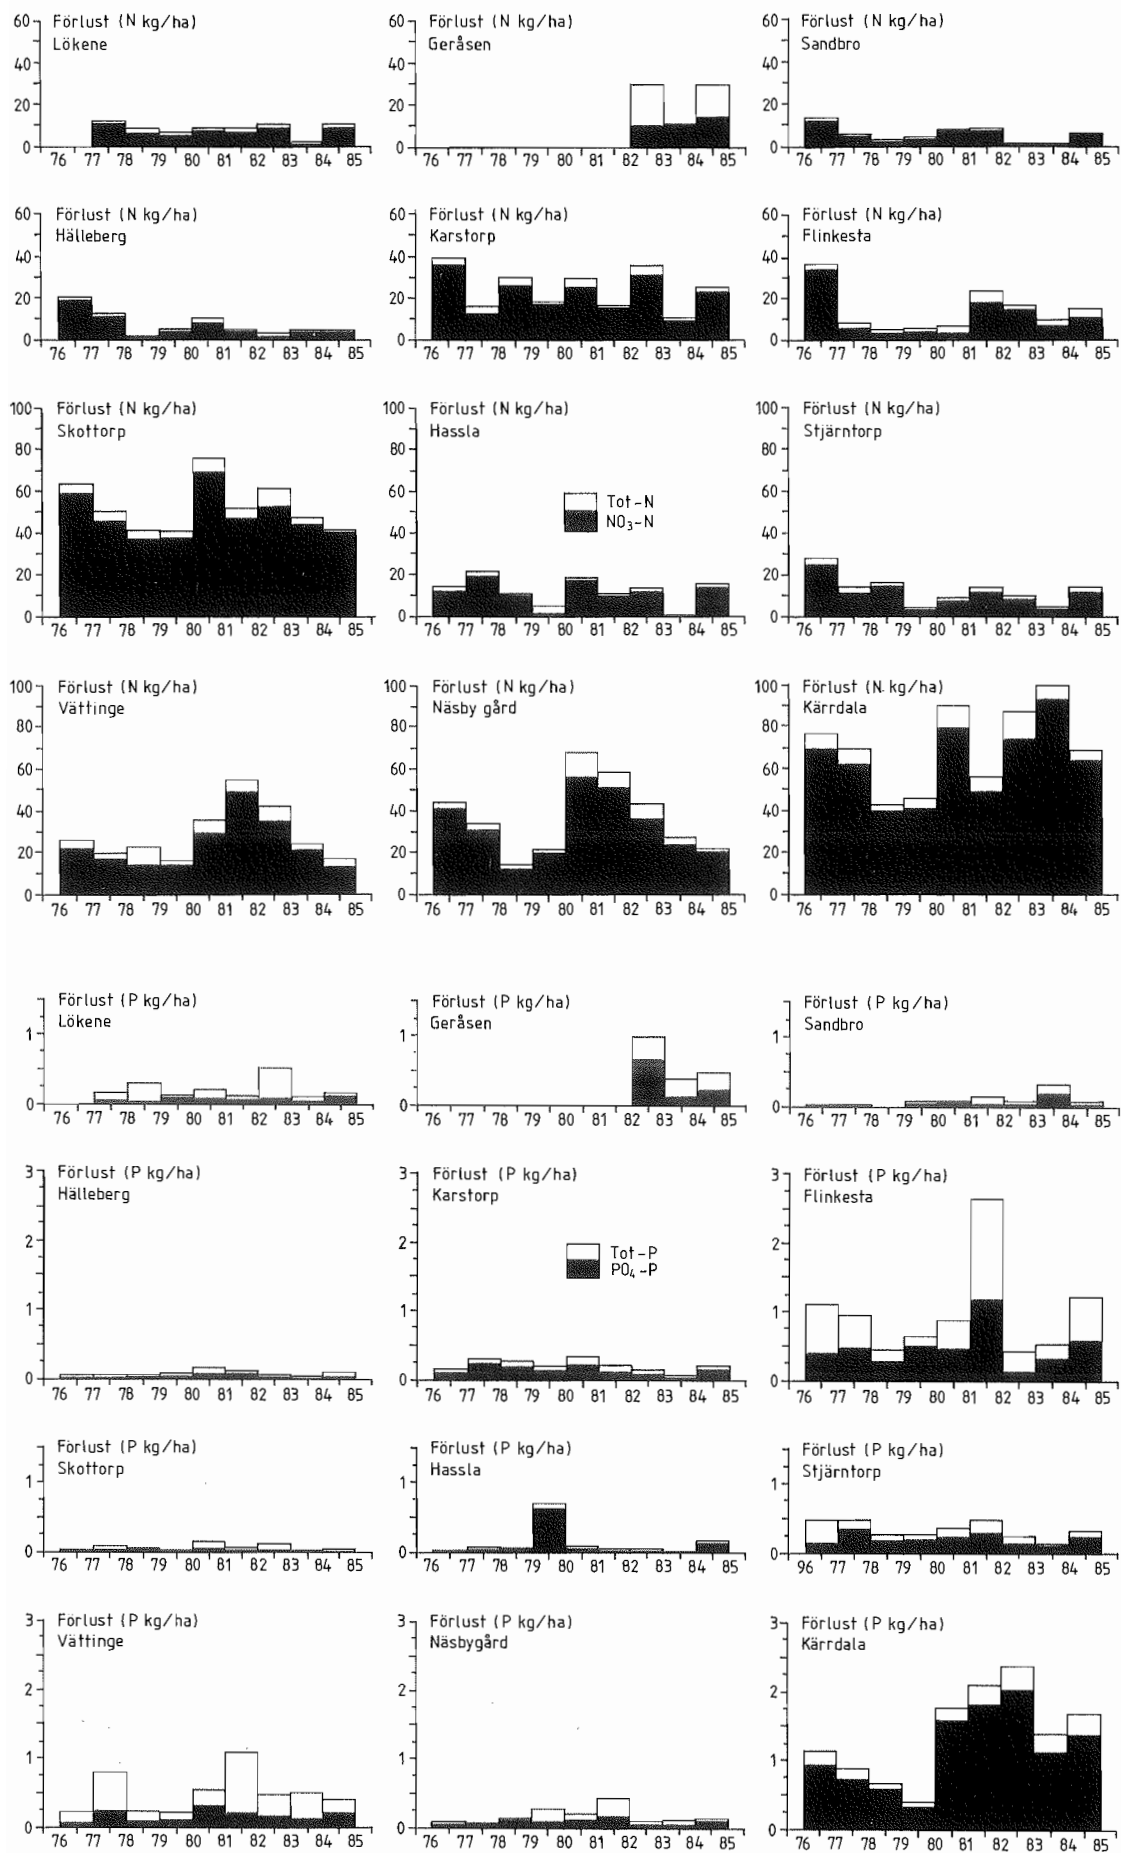 60 Förlust (N kg/ha)
Lökene
40
20
0
76 77 78 79 80 81 82 83 84 85
60 Förlust (N kg/ha)
Geråsen
40
20
0
76 77 78 79 80 81 82 83 84 85
60 Förlust (N kg/ha)
Sandbro
40
20
0
76 77 78 79 80 81 82 83 84 85
60 Förlust (N kg/ha)
Hälleberg
40
20
0
76 77 78 79 80 81 82 83 84 85
60 Förlust (N kg/ha)
Karstorp
40
20
0
76 77 78 79 80 81 82 83 84 85
60 Förlust (N kg/ha)
Flinkesta
40
20
0
76 77 78 79 80 81 82 83 84 85
100 Förlust (N kg/ha)
Skottorp
80
60
40
20
0
76 77 78 79 80 81 82 83 84 85
100 Förlust (N kg/ha)
Hassla
80
60
40
20
0
Tot-N
NO3-N
76 77 78 79 80 81 82 83 84 85
100 Förlust (N kg/ha)
Stjärntorp
80
60
40
20
0
76 77 78 79 80 81 82 83 84 85
100 Förlust (N kg/ha)
Vättinge
80
60
40
20
0
76 77 78 79 80 81 82 83 84 85
100 Förlust (N kg/ha)
Näsby gård
80
60
40
20
0
76 77 78 79 80 81 82 83 84 85
100 Förlust (N kg/ha)
Kärrdala
80
60
40
20
0
76 77 78 79 80 81 82 83 84 85
Förlust (P kg/ha)
Lökene
1
0
76 77 78 79 80 81 82 83 84 85
Förlust (P kg/ha)
Geråsen
1
0
76 77 78 79 80 81 82 83 84 85
Förlust (P kg/ha)
Sandbro
1
0
76 77 78 79 80 81 82 83 84 85
3 Förlust (P kg/ha)
Hälleberg
2
1
0
76 77 78 79 80 81 82 83 84 85
3 Förlust (P kg/ha)
Karstorp
2
1
0
Tot-P
PO4-P
76 77 78 79 80 81 82 83 84 85
3 Förlust (P kg/ha)
Flinkesta
2
1
0
76 77 78 79 80 81 82 83 84 85
Förlust (P kg/ha)
Skottorp
1
0
76 77 78 79 80 81 82 83 84 85
Förlust (P kg/ha)
Hassla
1
0
76 77 78 79 80 81 82 83 84 85
Förlust (P kg/ha)
Stjärntorp
1
0
96 77 78 79 80 81 82 83 84 85
3 Förlust (P kg/ha)
Vättinge
2
1
0
76 77 78 79 80 81 82 83 84 85
3 Förlust (P kg/ha)
Näsbygård
2
1
0
76 77 78 79 80 81 82 83 84 85
3 Förlust (P kg/ha)
Kärrdala
2
1
0
76 77 78 79 80 81 82 83 84 85